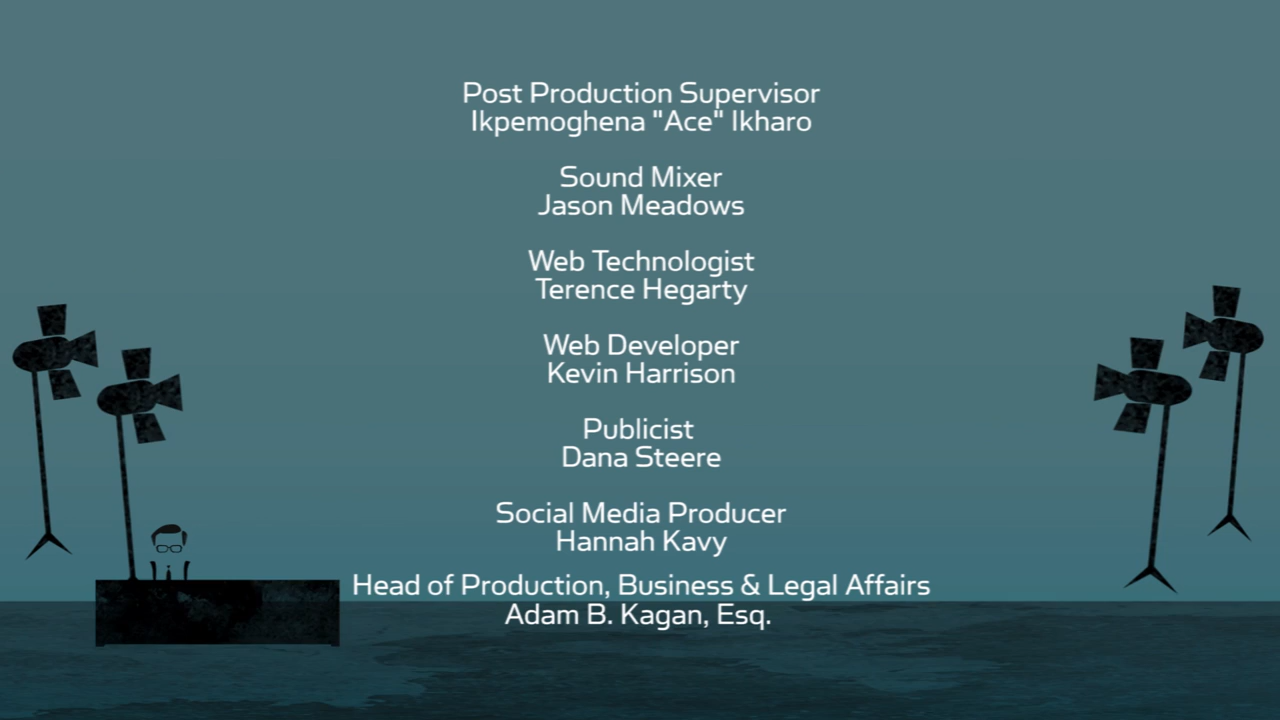 Post Production Supervisor
Ikpemoghena "Ace" Ikharo
Sound Mixer
Jason Meadows
Web Technologist
Terence Hegarty
Web Developer
Kevin Harrison
Publicist
Dana Steere
Social Media Producer
Hannah Kavy
Head of Production, Business & Legal Affairs
Adam B. Kagan, Esq.